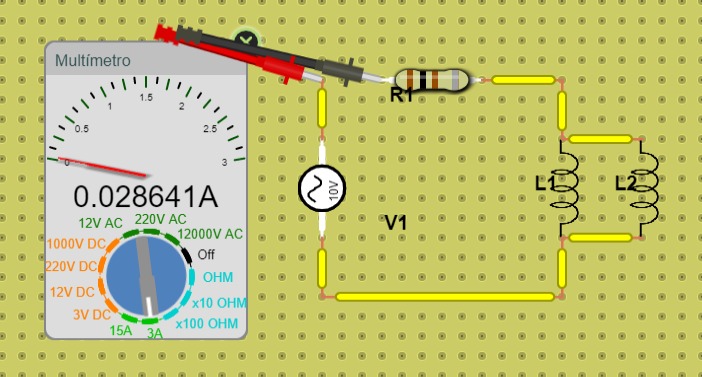 Multímetro
0
0.5
1
1.5
2
2.5
3
0.028641A
12V AC
220V AC
12000V AC
1000V DC
Off
220V DC
OHM
12V DC
x10 OHM
3V DC
x100 OHM
15A
3A
R1
10V
V1
L1
L2